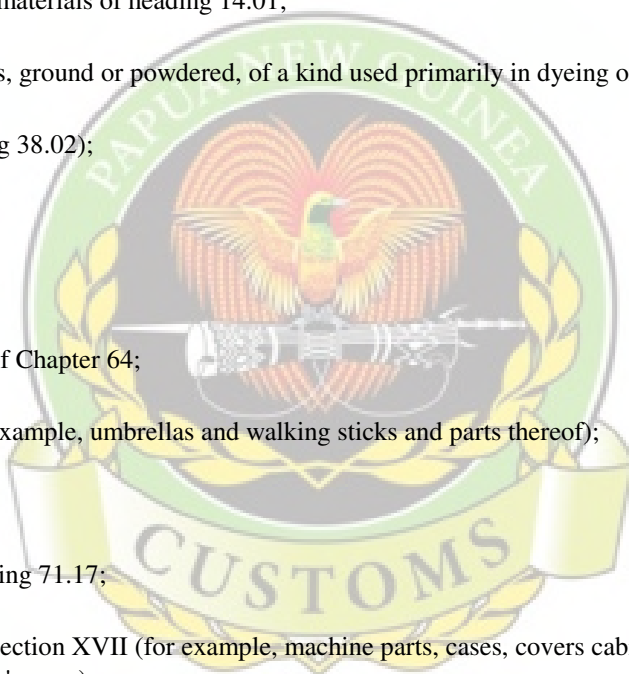 materials of heading 14.01;
s, ground or powdered, of a kind used primarily in dyeing o
PAPUA NEW GUINEA
g 38.02);
f Chapter 64;
xample, umbrellas and walking sticks and parts thereof);
CUSTOMS
ing 71.17;
ection XVII (for example, machine parts, cases, covers cab